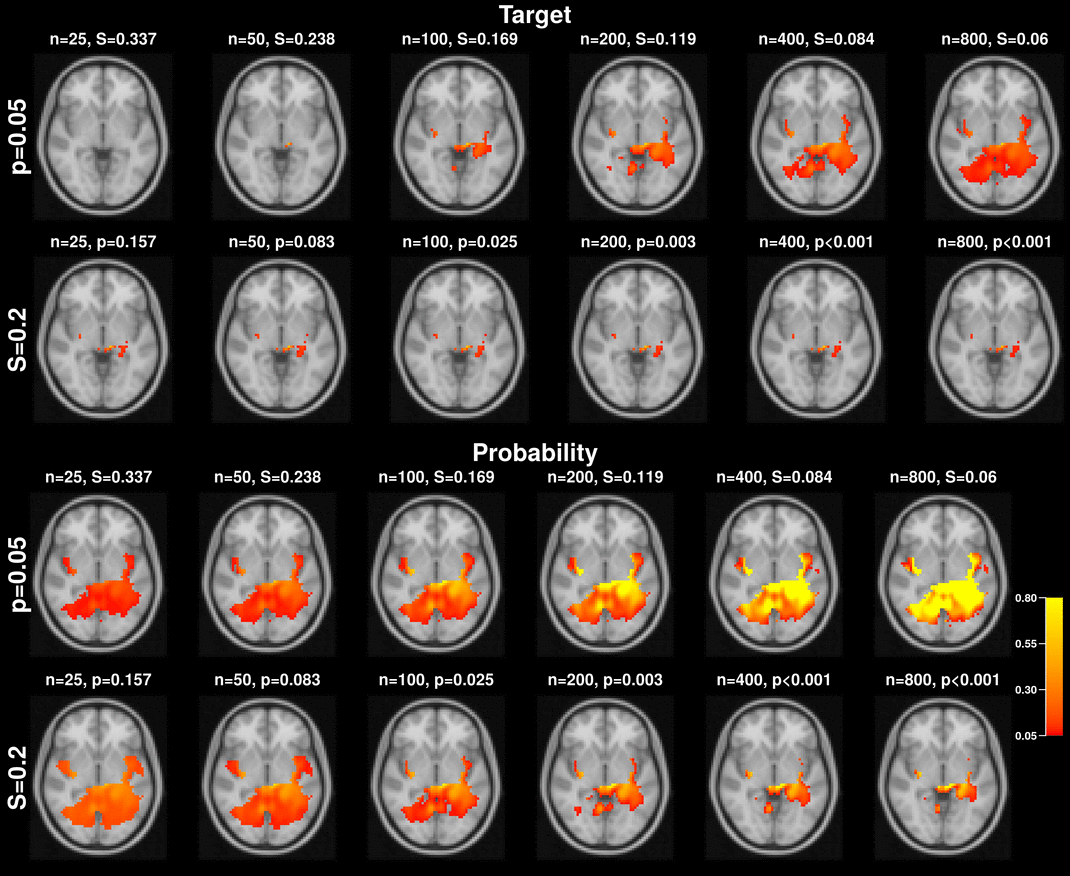 Target
n=25, S=0.337 n=50, S=0.238 n=100, S=0.169 n=200, S=0.119 n=400, S=0.084 n=800, S=0.06
p=0.05
n=25, p=0.157 n=50, p=0.083 n=100, p=0.025 n=200, p=0.003 n=400, p<0.001 n=800, p<0.001
S=0.2
Probability
n=25, S=0.337 n=50, S=0.238 n=100, S=0.169 n=200, S=0.119 n=400, S=0.084 n=800, S=0.06
p=0.05
n=25, p=0.157 n=50, p=0.083 n=100, p=0.025 n=200, p=0.003 n=400, p<0.001 n=800, p<0.001
S=0.2
0.80
0.55
0.30
0.05